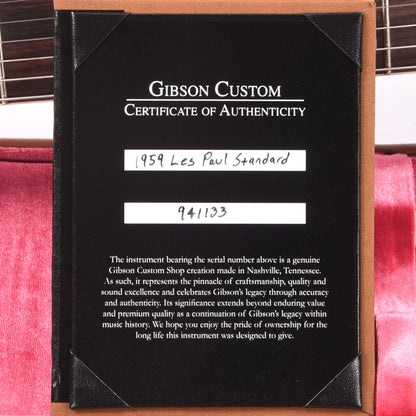 GIBSON CUSTOM
CERTIFICATE OF AUTHENTICITY
1959 Les Paul Standard
941133
The instrument bearing the serial number above is a genuine
Gibson Custom Shop creation made in Nashville, Tennessee.
As such, it represents the pinnacle of craftsmanship, quality and
sound excellence and celebrates Gibson's legacy through accuracy
and authenticity. Its significance extends beyond enduring value
and premium quality as a continuation of Gibson's legacy within
music history. We hope you enjoy the pride of ownership for the
long life this instrument was designed to give.